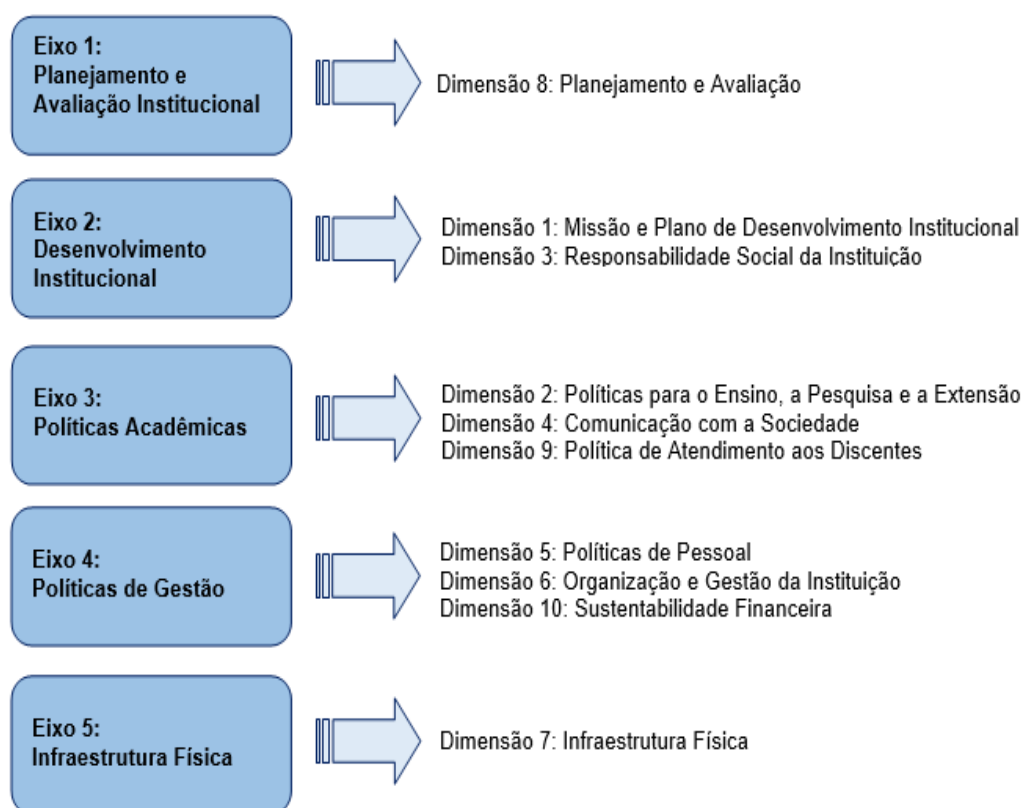 Eixo 1:
Planejamento e
Avaliação Institucional
Dimensão 8: Planejamento e Avaliação
Eixo 2:
Desenvolvimento
Institucional
Dimensão 1: Missão e Plano de Desenvolvimento Institucional
Dimensão 3: Responsabilidade Social da Instituição
Eixo 3:
Políticas Acadêmicas
Dimensão 2: Políticas para o Ensino, a Pesquisa e a Extensão
Dimensão 4: Comunicação com a Sociedade
Dimensão 9: Política de Atendimento aos Discentes
Eixo 4:
Políticas de Gestão
Dimensão 5: Políticas de Pessoal
Dimensão 6: Organização e Gestão da Instituição
Dimensão 10: Sustentabilidade Financeira
Eixo 5:
Infraestrutura Física
Dimensão 7: Infraestrutura Física